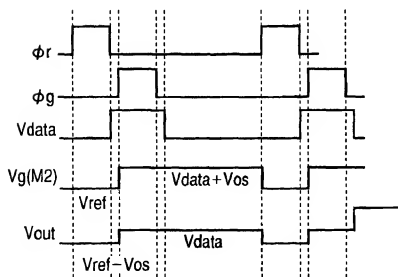 ϕr
ϕg
Vdata
Vg(M2)
Vdata+Vos
Vref
Vout
Vdata
Vref-Vos